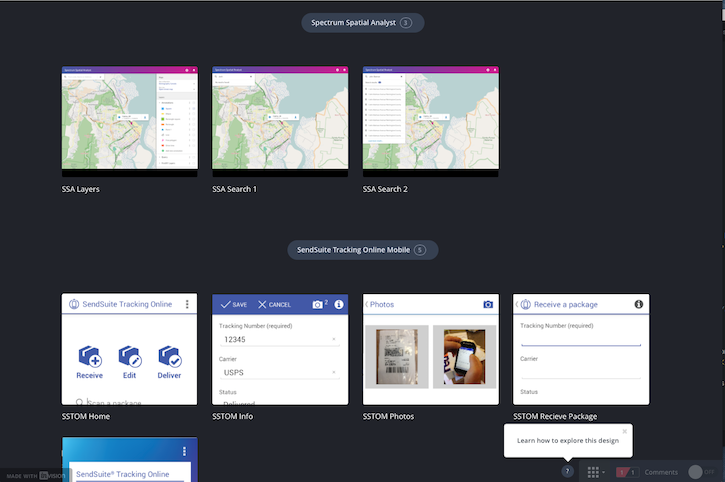 Spectrum Spatial Analyst 3
SSA Layers
SSA Search 1
SSA Search 2
SendSuite Tracking Online Mobile 5
SendSuite Tracking Online
Receive
Edit
Deliver
Scan a package
SSTOM Home
SAVE CANCEL 2
Tracking Number (required)
12345
Carrier
USPS
Status
Delivered
SSTOM Info
Photos
SSTOM Photos
Receive a package
Tracking Number (required)
Carrier
Status
SSTOM Recieve Package
SendSuite® Tracking Online
Learn how to explore this design
MADE WITH INVISION
? 1 1 Comments OFF